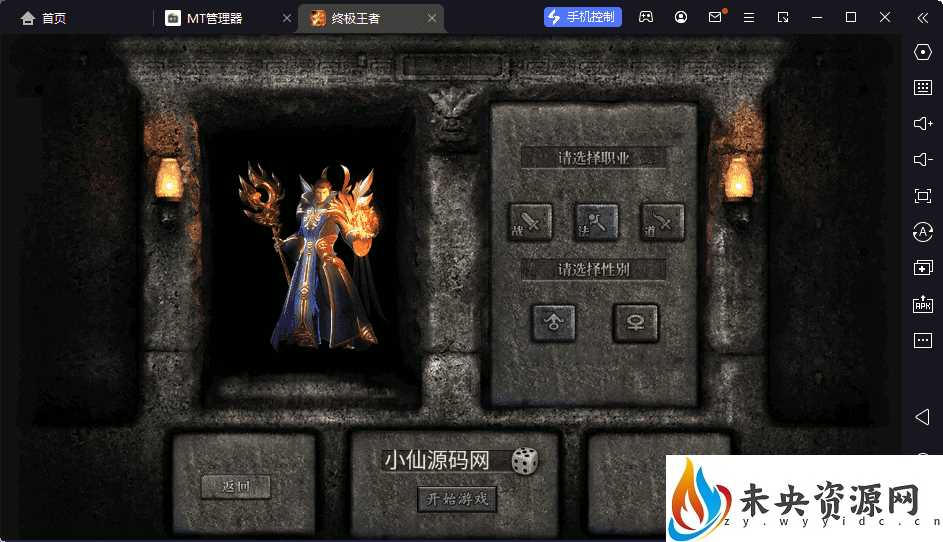 首页
MT管理器
终极王者
手机控制
请选择职业
战
法
道
请选择性别
小仙源码网
返回
开始游戏
APK
A
未央资源网
zy.wyyidc.cn